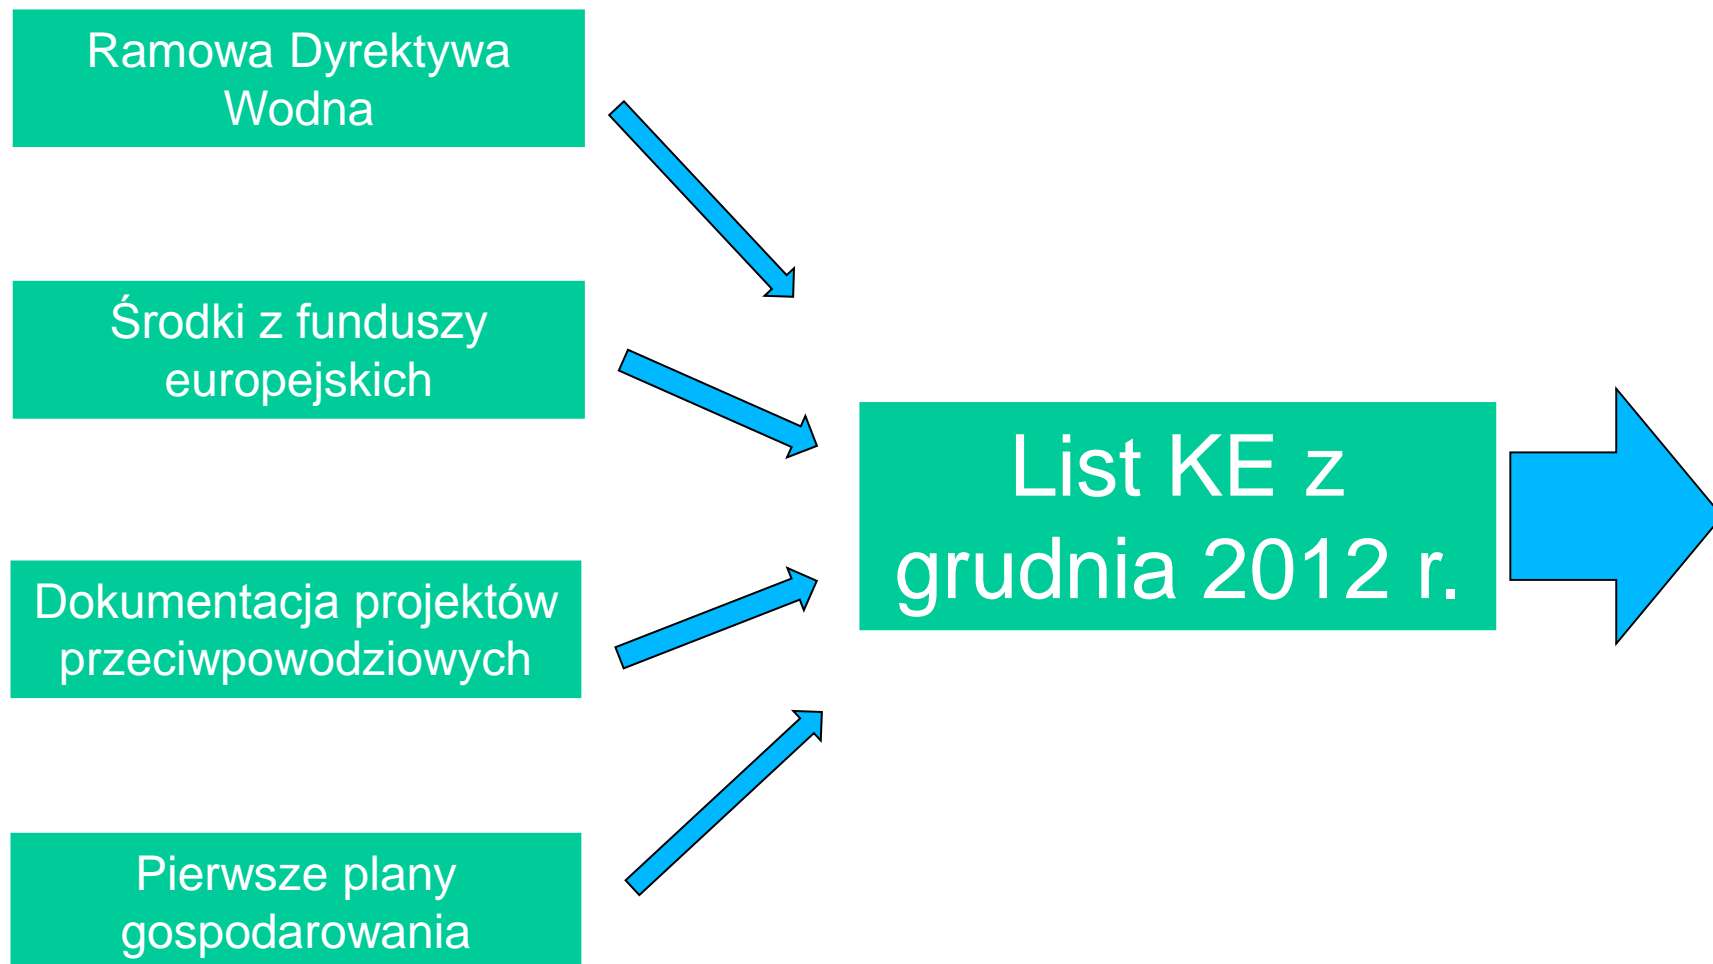 Ramowa Dyrektywa
Wodna
Środki z funduszy
europejskich
Dokumentacja projektów
przeciwpowodziowych
Pierwsze plany
gospodarowania
List KE z
grudnia 2012 r.